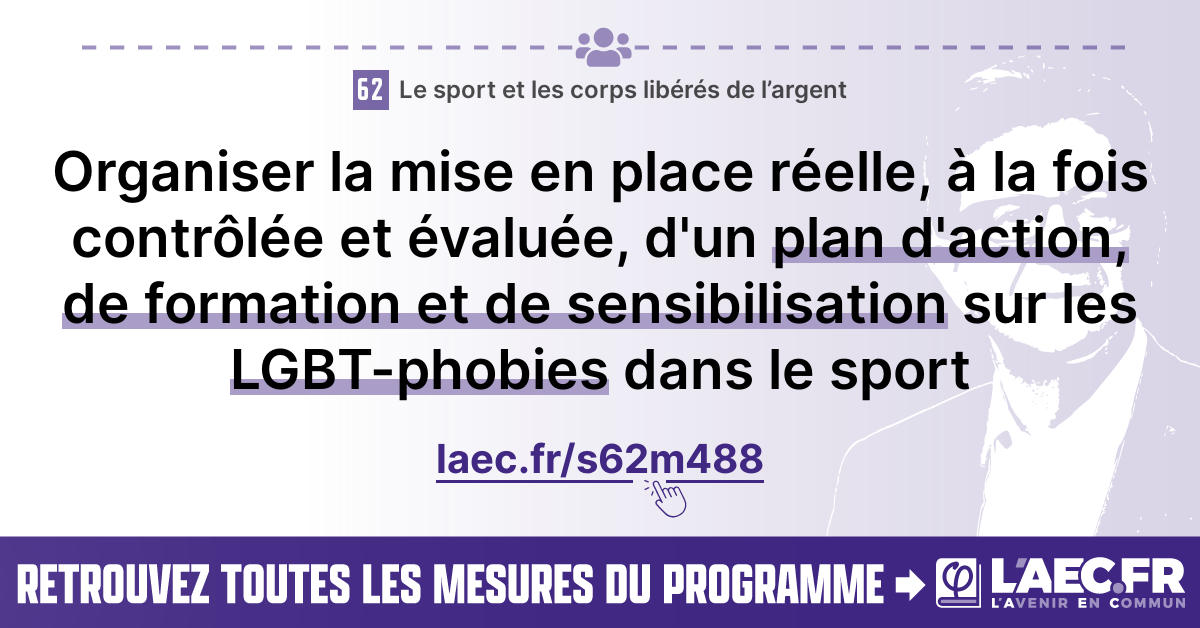 62 Le sport et les corps libérés de l’argent
Organiser la mise en place réelle, à la fois
contrôlée et évaluée, d'un plan d'action,
de formation et de sensibilisation sur les
LGBT-phobies dans le sport
laec.fr/s62m488
RETROUVEZ TOUTES LES MESURES DU PROGRAMME
φ L'AEC.FR
L'AVENIR EN COMMUN